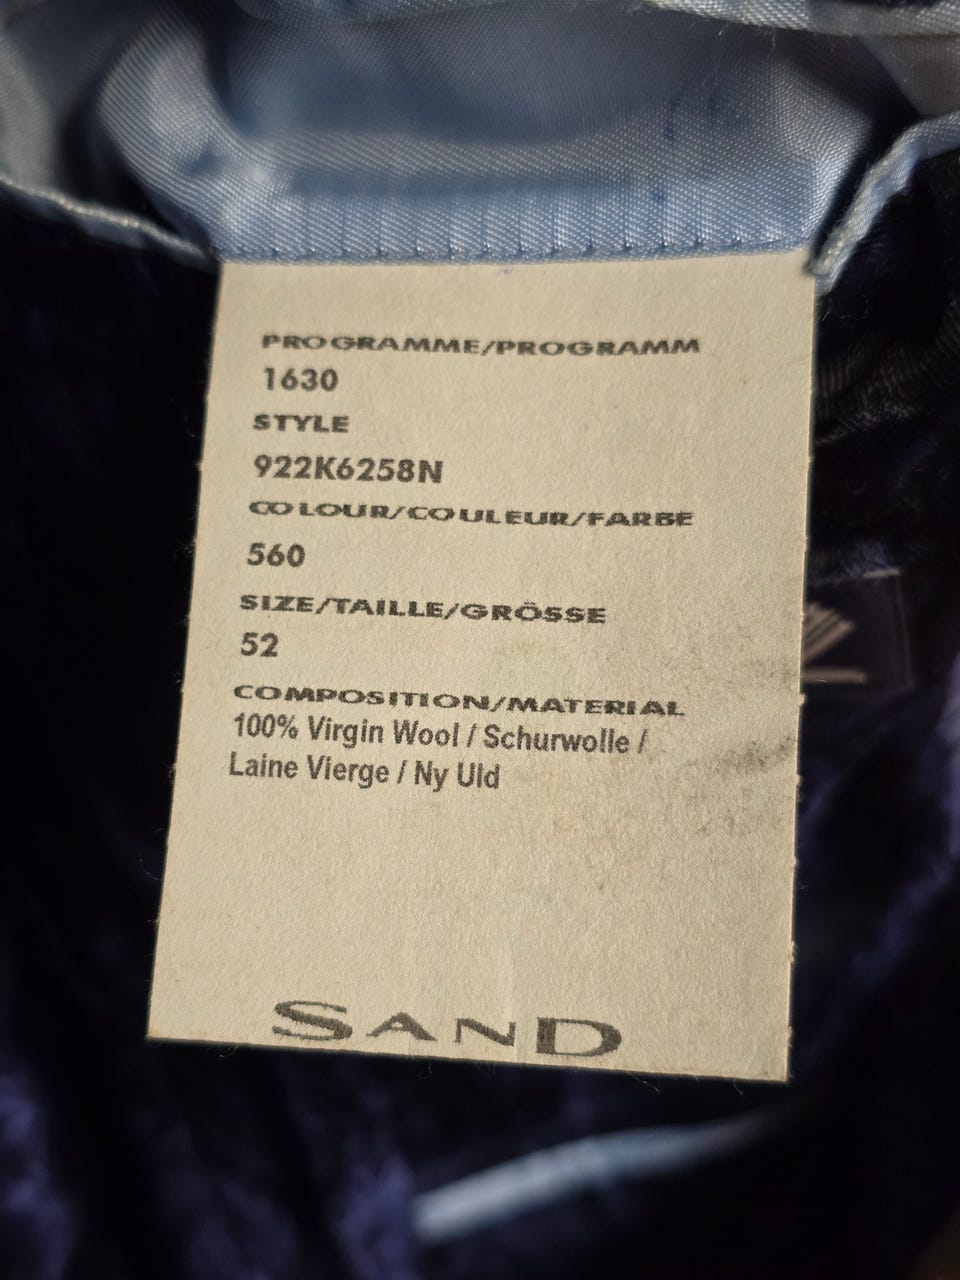 PROGRAMME/PROGRAMM
1630
STYLE
922K6258N
COLOUR/COULEUR/FARBE
560
SIZE/TAILLE/GRÖSSE
52
COMPOSITION/MATERIAL
100% Virgin Wool / Schurwolle /
Laine Vierge / Ny Uld
SAND